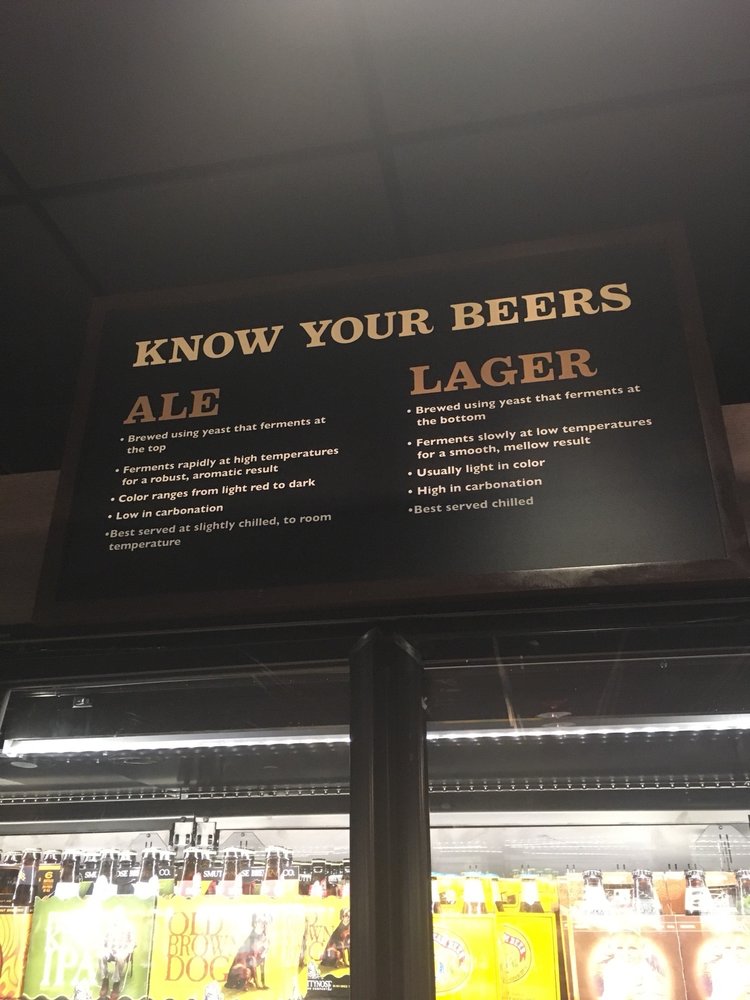 KNOW YOUR BEERS
ALE
• Brewed using yeast that ferments at
the top
• Ferments rapidly at high temperatures
for a robust, aromatic result
• Color ranges from light red to dark
• Low in carbonation
•Best served at slightly chilled, to room
temperature
LAGER
• Brewed using yeast that ferments at
the bottom
• Ferments slowly at low temperatures
for a smooth, mellow result
• Usually light in color
• High in carbonation
•Best served chilled
6
CO.
IPA
OLD
BROWN
DOG